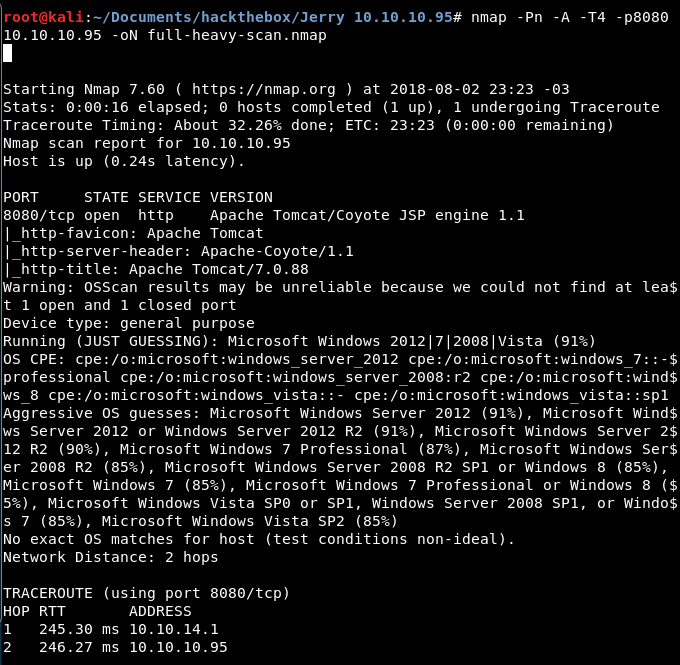 root@kali:~/Documents/hackthebox/Jerry 10.10.10.95# nmap -Pn -A -T4 -p8080
10.10.10.95 -oN full-heavy-scan.nmap
Starting Nmap 7.60 ( https://nmap.org ) at 2018-08-02 23:23 -03
Stats: 0:00:16 elapsed; 0 hosts completed (1 up), 1 undergoing Traceroute
Traceroute Timing: About 32.26% done; ETC: 23:23 (0:00:00 remaining)
Nmap scan report for 10.10.10.95
Host is up (0.24s latency).
PORT     STATE SERVICE VERSION
8080/tcp open  http    Apache Tomcat/Coyote JSP engine 1.1
|_http-favicon: Apache Tomcat
|_http-server-header: Apache-Coyote/1.1
|_http-title: Apache Tomcat/7.0.88
Warning: OSScan results may be unreliable because we could not find at lea$
t 1 open and 1 closed port
Device type: general purpose
Running (JUST GUESSING): Microsoft Windows 2012|7|2008|Vista (91%)
OS CPE: cpe:/o:microsoft:windows_server_2012 cpe:/o:microsoft:windows_7::-$
professional cpe:/o:microsoft:windows_server_2008:r2 cpe:/o:microsoft:wind$
ws_8 cpe:/o:microsoft:windows_vista::- cpe:/o:microsoft:windows_vista::sp1
Aggressive OS guesses: Microsoft Windows Server 2012 (91%), Microsoft Wind$
ws Server 2012 or Windows Server 2012 R2 (91%), Microsoft Windows Server 2$
12 R2 (90%), Microsoft Windows 7 Professional (87%), Microsoft Windows Ser$
er 2008 R2 (85%), Microsoft Windows Server 2008 R2 SP1 or Windows 8 (85%),
Microsoft Windows 7 (85%), Microsoft Windows 7 Professional or Windows 8 ($
5%), Microsoft Windows Vista SP0 or SP1, Windows Server 2008 SP1, or Windo$
s 7 (85%), Microsoft Windows Vista SP2 (85%)
No exact OS matches for host (test conditions non-ideal).
Network Distance: 2 hops
TRACEROUTE (using port 8080/tcp)
HOP RTT       ADDRESS
1   245.30 ms 10.10.14.1
2   246.27 ms 10.10.10.95